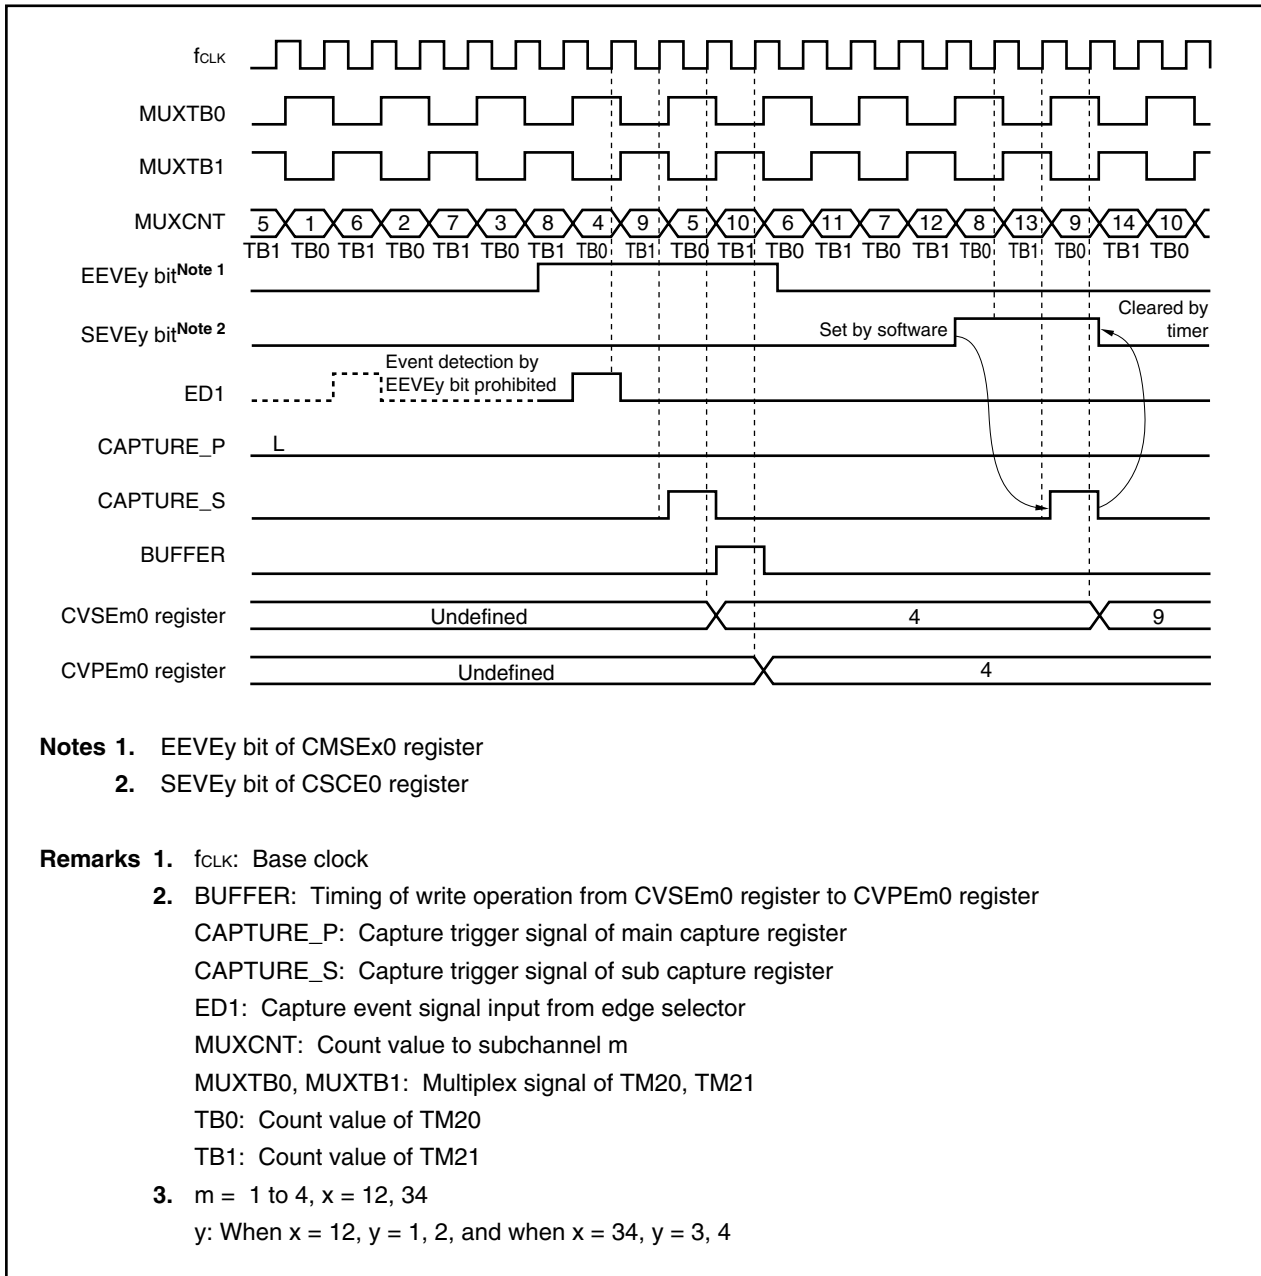 fCLK
MUXTB0
MUXTB1
MUXCNT 5 1 6 2 7 3 8 4 9 5 10 6 11 7 12 8 13 9 14 10
TB1 TB0 TB1 TB0 TB1 TB0 TB1 TB0 TB1 TB0 TB1 TB0 TB1 TB0 TB1 TB0 TB1 TB0 TB1 TB0
EEVEy bitNote 1
SEVEy bitNote 2 Set by software Cleared by
timer
Event detection by
EEVEy bit prohibited
ED1
CAPTURE_P L
CAPTURE_S
BUFFER
CVSEm0 register Undefined 4 9
CVPEm0 register Undefined 4
Notes 1. EEVEy bit of CMSEx0 register
2. SEVEy bit of CSCE0 register
Remarks 1. fCLK: Base clock
2. BUFFER: Timing of write operation from CVSEm0 register to CVPEm0 register
CAPTURE_P: Capture trigger signal of main capture register
CAPTURE_S: Capture trigger signal of sub capture register
ED1: Capture event signal input from edge selector
MUXCNT: Count value to subchannel m
MUXTB0, MUXTB1: Multiplex signal of TM20, TM21
TB0: Count value of TM20
TB1: Count value of TM21
3. m = 1 to 4, x = 12, 34
y: When x = 12, y = 1, 2, and when x = 34, y = 3, 4